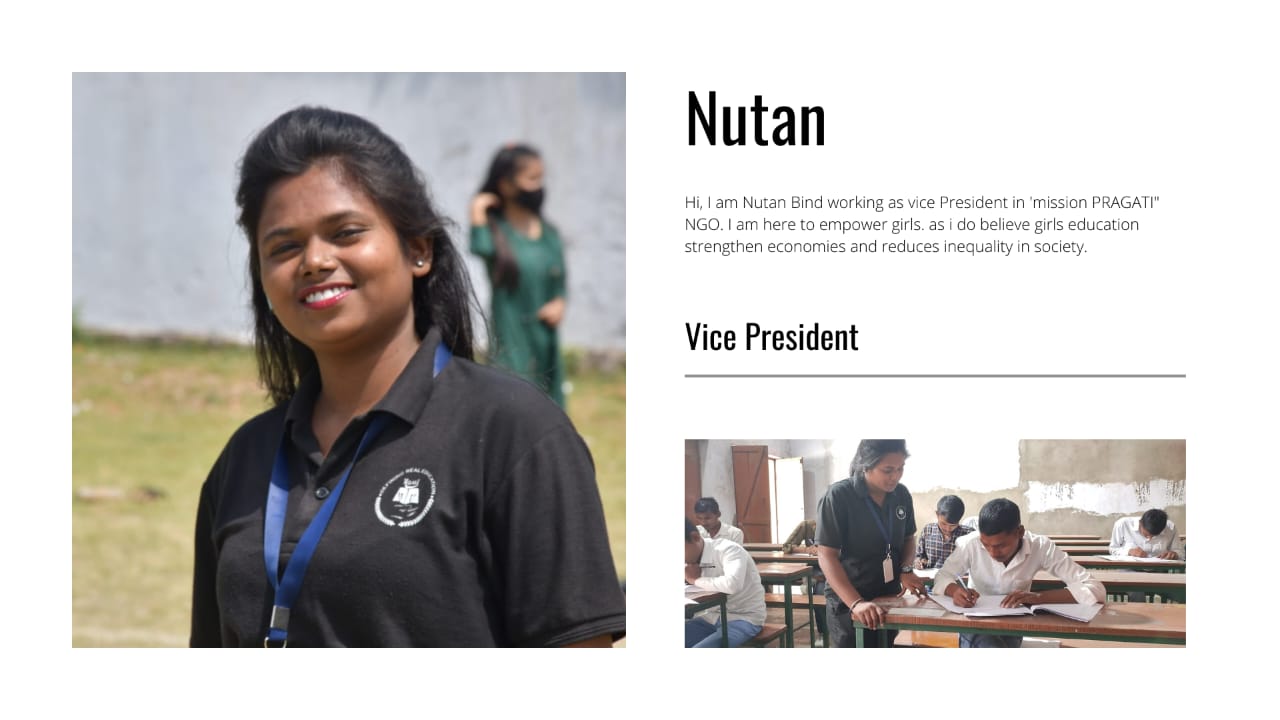 Nutan
Hi, I am Nutan Bind working as vice President in 'mission PRAGATI"
NGO. I am here to empower girls. as i do believe girls education
strengthen economies and reduces inequality in society.
Vice President